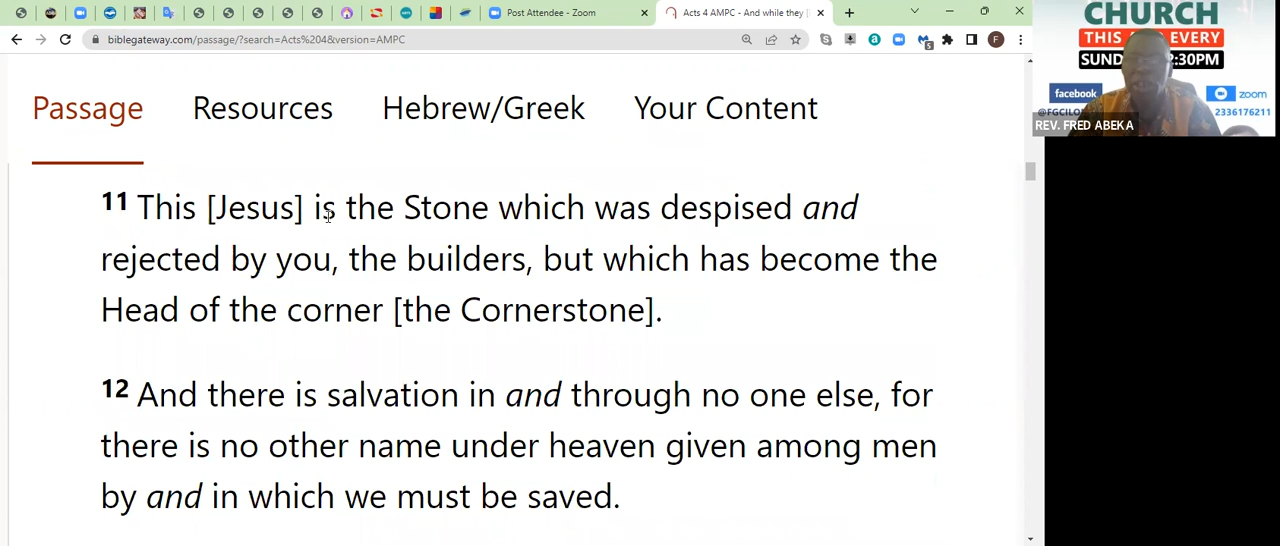 Post Attendee - Zoom
Acts 4 AMPC - And while they
biblegateway.com/passage/?search=Acts%204&version=AMPC
5
F
Passage
Resources
Hebrew/Greek
Your Content
11 This [Jesus] is the Stone which was despised and
rejected by you, the builders, but which has become the
Head of the corner [the Cornerstone].
12 And there is salvation in and through no one else, for
there is no other name under heaven given among men
by and in which we must be saved.
CHURCH
THIS EVERY
SUND 2:30PM
facebook
zoom
@FGCILO
2336176211
REV. FRED ABEKA